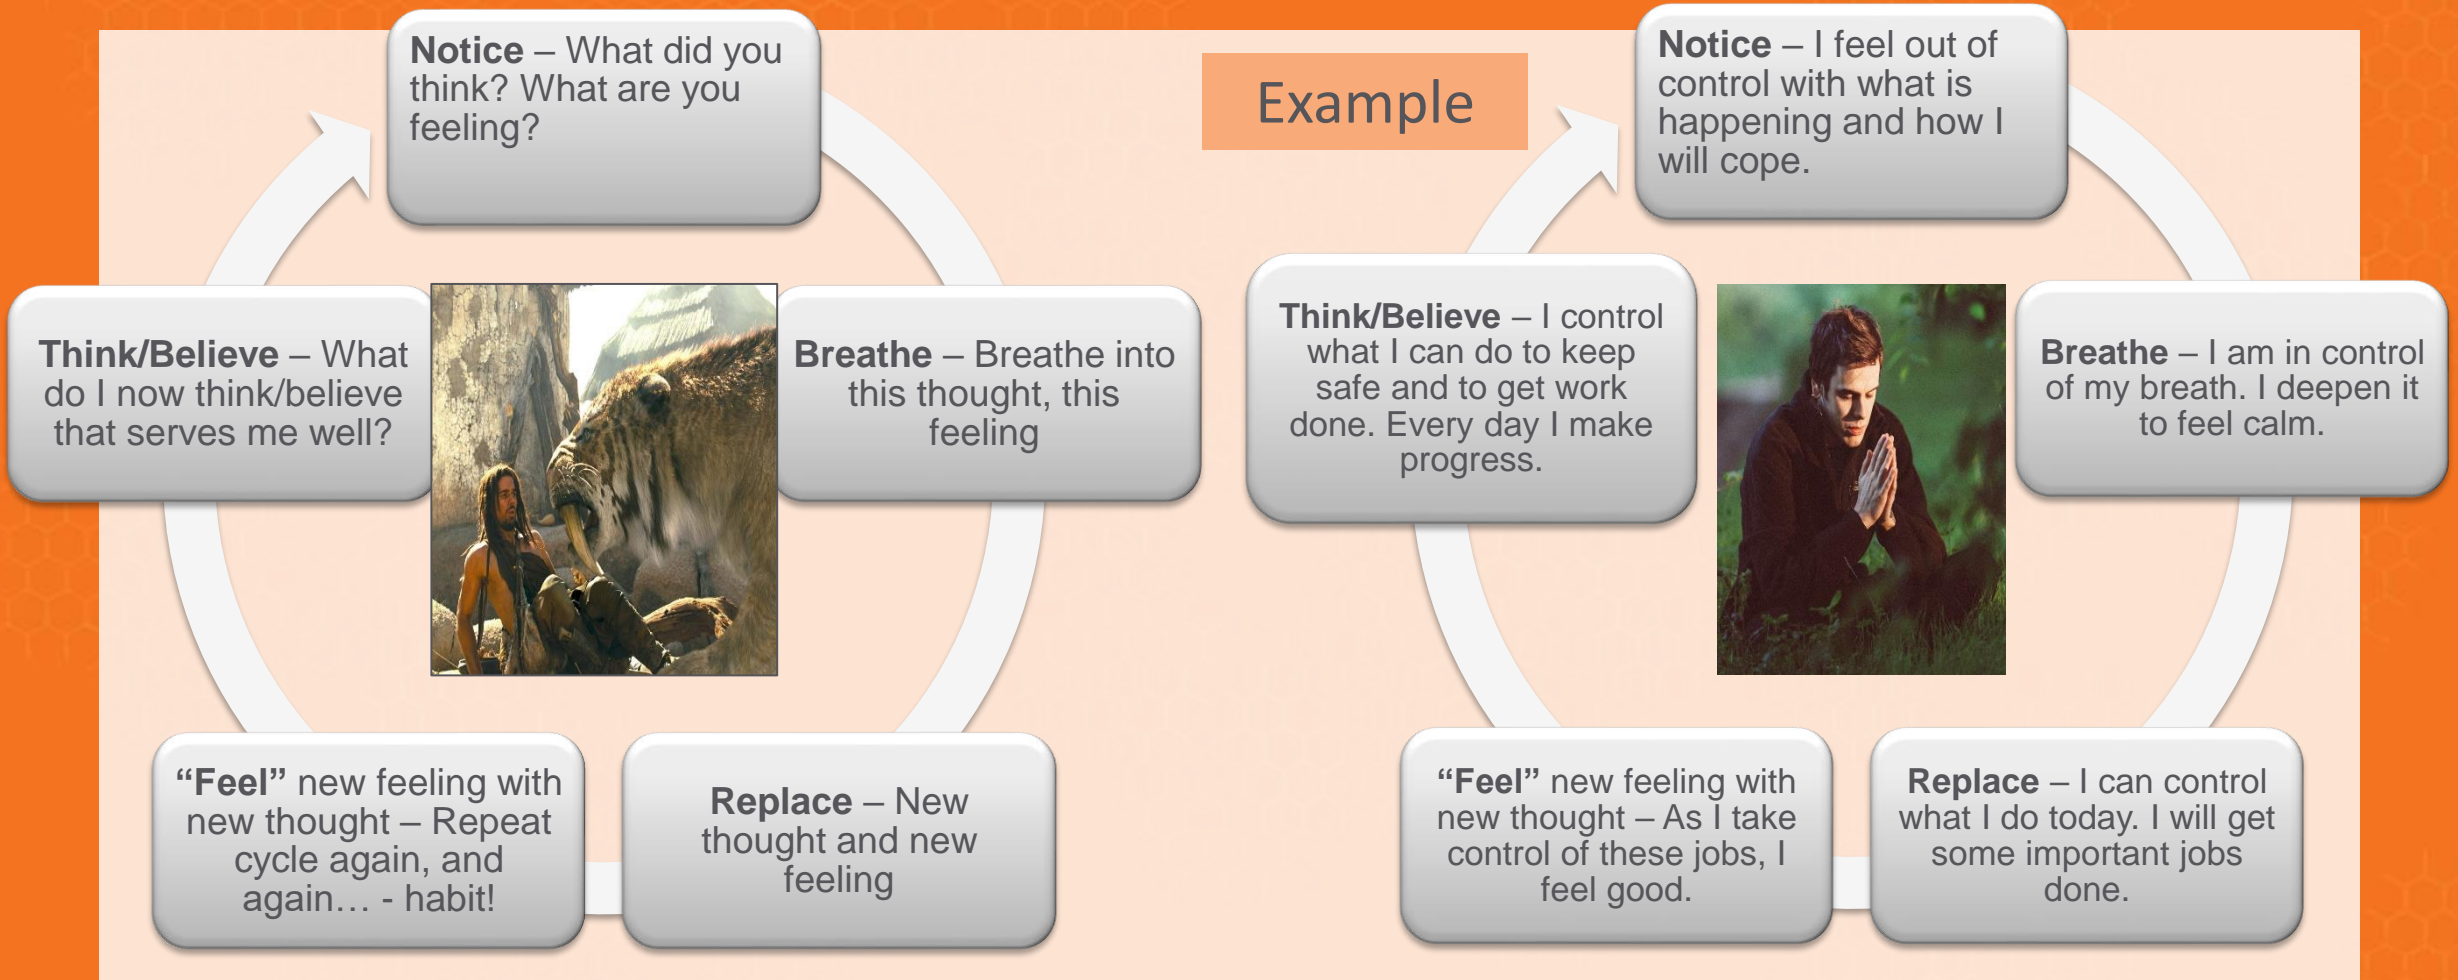 Notice – What did you
think? What are you
feeling?
Breathe – Breathe into
this thought, this
feeling
Replace – New
thought and new
feeling
“Feel” new feeling with
new thought – Repeat
cycle again, and
again… - habit!
Think/Believe – What
do I now think/believe
that serves me well?
Example
Notice – I feel out of
control with what is
happening and how I
will cope.
Breathe – I am in control
of my breath. I deepen it
to feel calm.
Replace – I can control
what I do today. I will get
some important jobs
done.
“Feel” new feeling with
new thought – As I take
control of these jobs, I
feel good.
Think/Believe – I control
what I can do to keep
safe and to get work
done. Every day I make
progress.